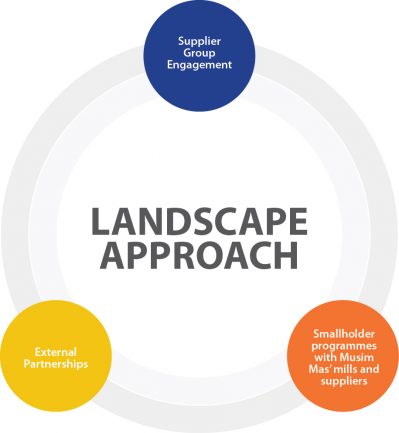 Supplier
Group
Engagement
LANDSCAPE
APPROACH
External
Partnerships
Smallholder
programmes
with Musim
Mas’ mills and
suppliers